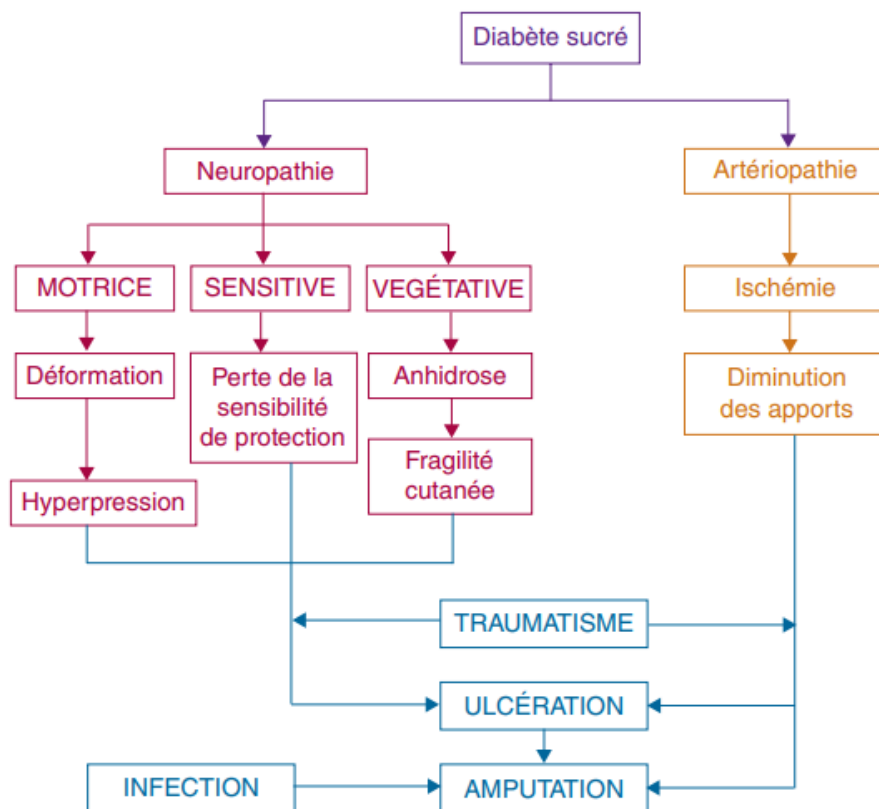 Diabète sucré
Neuropathie
Artériopathie
MOTRICE
SENSITIVE
VEGÉTATIVE
Ischémie
Déformation
Perte de la
sensibilité
de protection
Anhidrose
Diminution
des apports
Hyperpression
Fragilité
cutanée
TRAUMATISME
ULCÉRATION
INFECTION
AMPUTATION